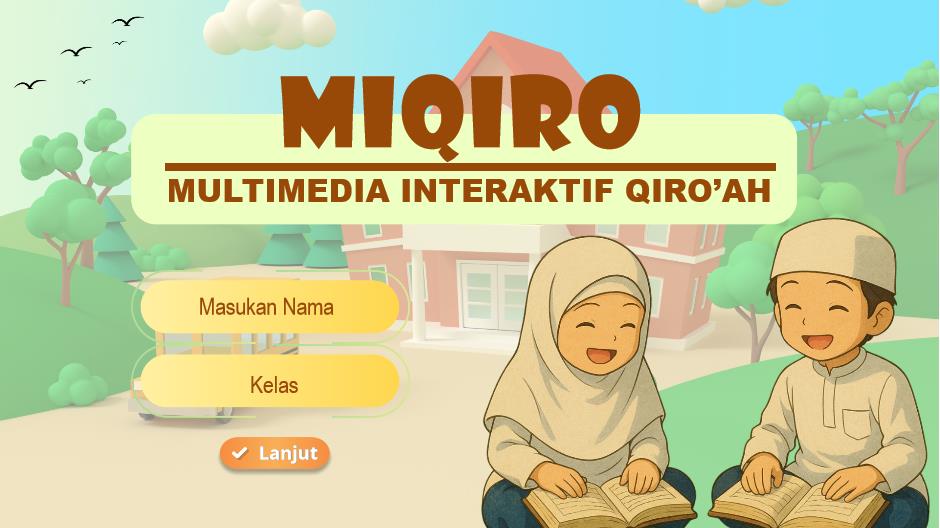 MIQIRO
MULTIMEDIA INTERAKTIF QIRO’AH
Masukan Nama
Kelas
Lanjut